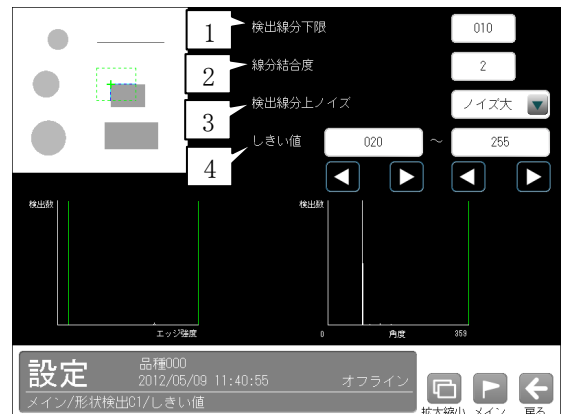 1
検出線分下限
010
2
線分結合度
2
3
検出線分上ノイズ
ノイズ大
4
しきい値
020
～
255
検出数
エッジ強度
検出数
0
角度
359
設定
品種000
2012/05/09 11:40:55
オフライン
メイン/形状検出C1/しきい値
拡大縮小
メイン
戻る